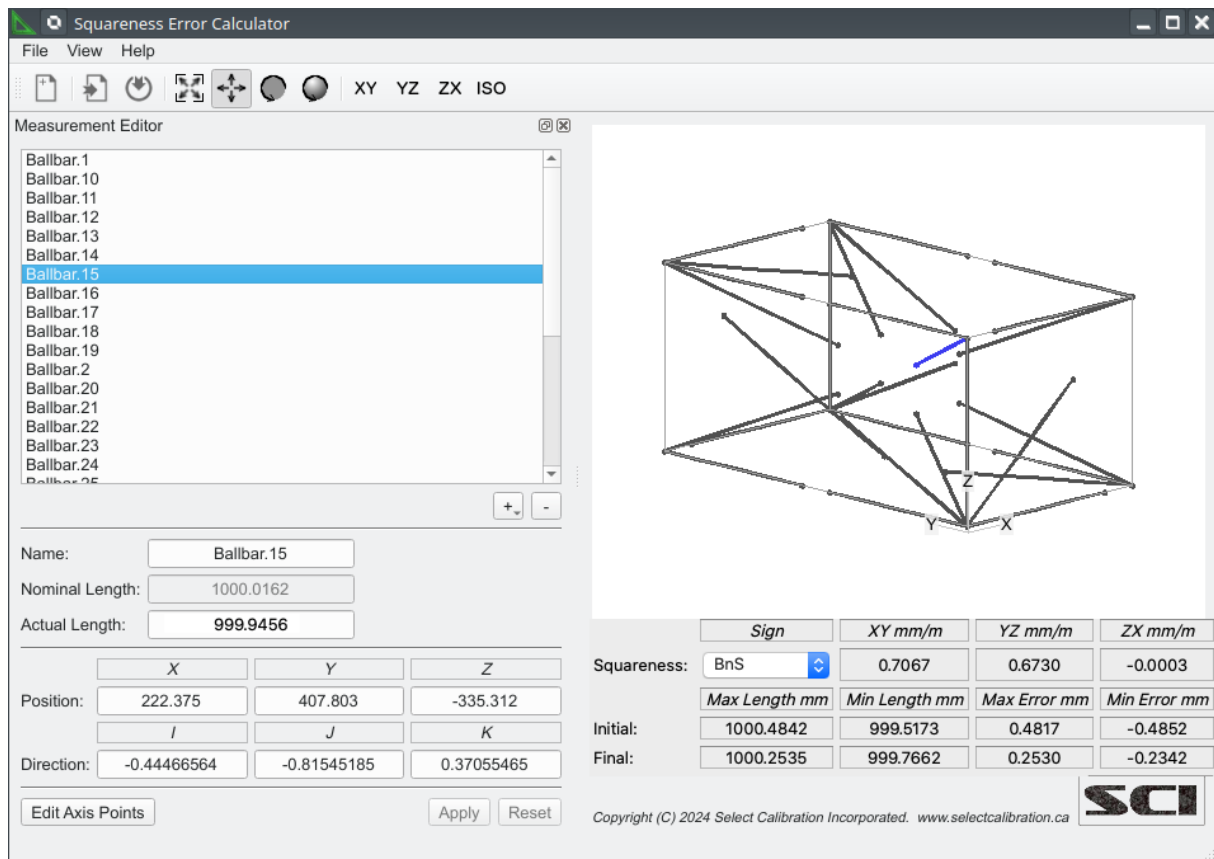 Squareness Error Calculator
File View Help
XY YZ ZX ISO
Measurement Editor
Ballbar.1
Ballbar.10
Ballbar.11
Ballbar.12
Ballbar.13
Ballbar.14
Ballbar.15
Ballbar.16
Ballbar.17
Ballbar.18
Ballbar.19
Ballbar.2
Ballbar.20
Ballbar.21
Ballbar.22
Ballbar.23
Ballbar.24
Ballbar.25
+ -
Name: Ballbar.15
Nominal Length: 1000.0162
Actual Length: 999.9456
X Y Z
Position: 222.375 407.803 -335.312
I J K
Direction: -0.44466564 -0.81545185 0.37055465
Edit Axis Points Apply Reset
Z
Y X
Sign XY mm/m YZ mm/m ZX mm/m
Squareness: BnS 0.7067 0.6730 -0.0003
Max Length mm Min Length mm Max Error mm Min Error mm
Initial: 1000.4842 999.5173 0.4817 -0.4852
Final: 1000.2535 999.7662 0.2530 -0.2342
Copyright (C) 2024 Select Calibration Incorporated. www.selectcalibration.ca
SCI